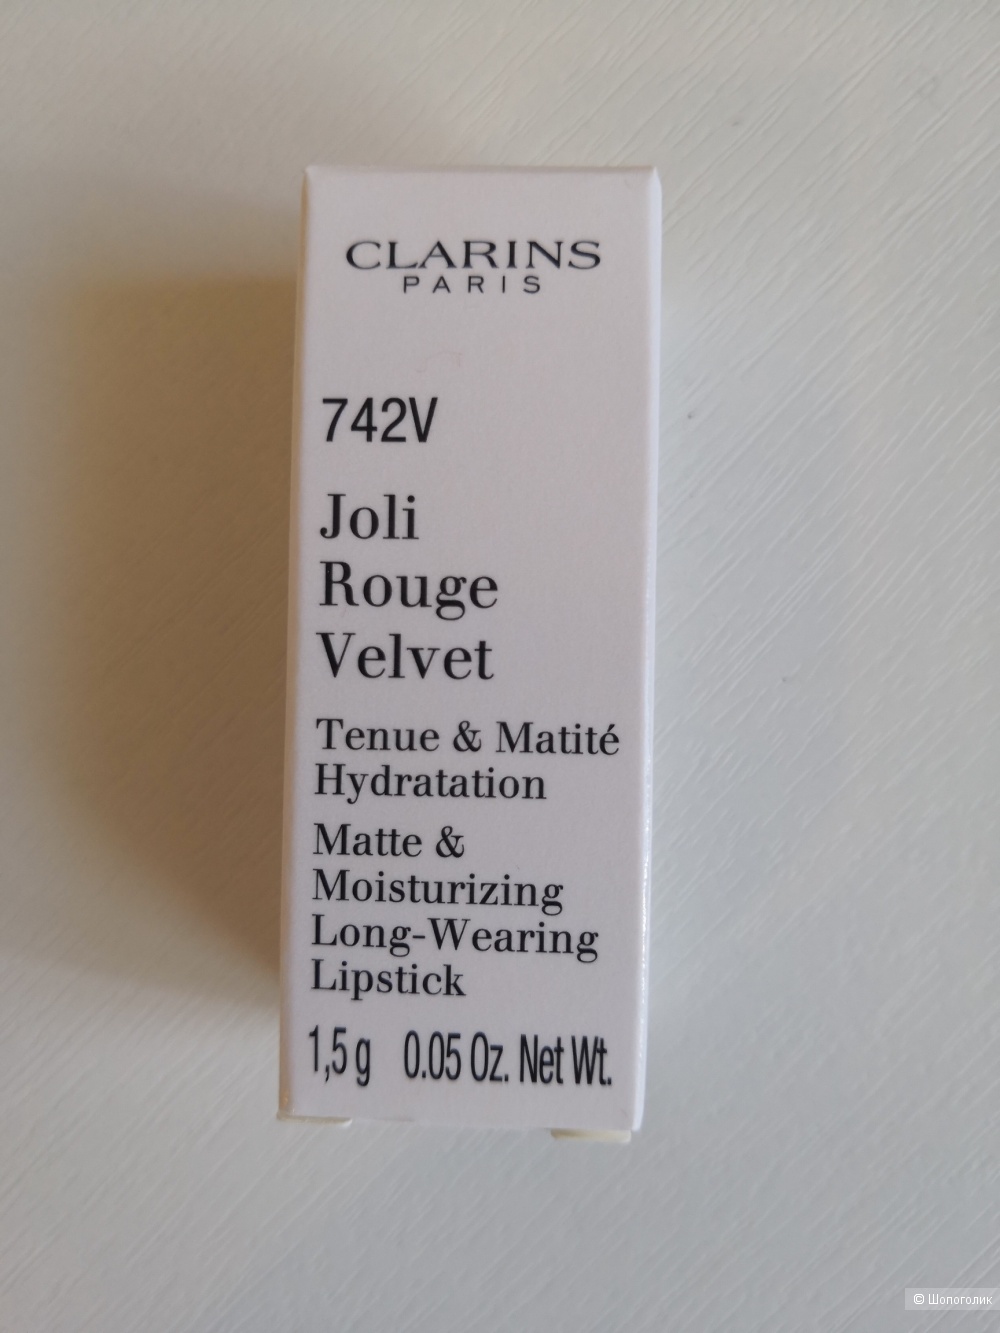 CLARINS
PARIS
742V
Joli
Rouge
Velvet
Tenue & Matité
Hydratation
Matte &
Moisturizing
Long-Wearing
Lipstick
1,5 g 0.05 Oz. Net Wt.
© Шопоголик